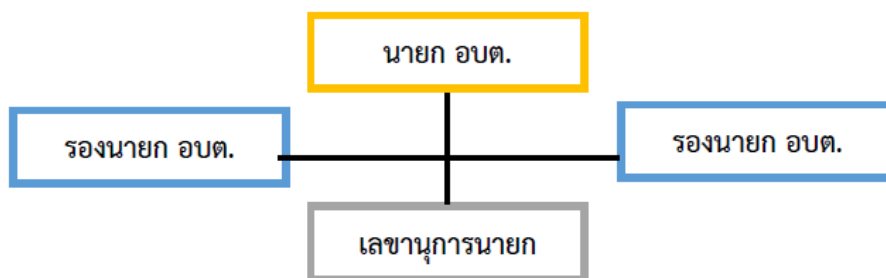 นายก อบต.
รองนายก อบต.
รองนายก อบต.
เลขานุการนายก